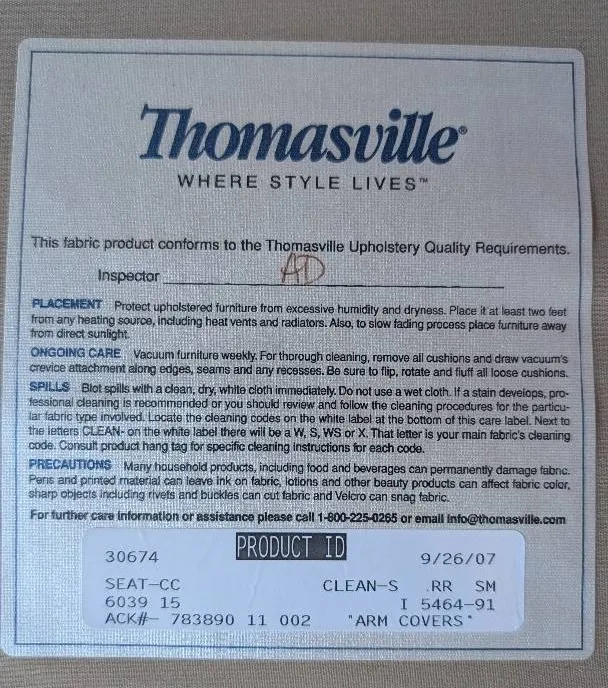 Thomasville®
WHERE STYLE LIVES™
This fabric product conforms to the Thomasville Upholstery Quality Requirements.
Inspector AD
PLACEMENT Protect upholstered furniture from excessive humidity and dryness. Place it at least two feet
from any heating source, including heat vents and radiators. Also, to slow fading process place furniture away
from direct sunlight.
ONGOING CARE Vacuum furniture weekly. For thorough cleaning, remove all cushions and draw vacuum's
crevice attachment along edges, seams and any recesses. Be sure to flip, rotate and fluff all loose cushions.
SPILLS Blot spills with a clean, dry, white cloth immediately. Do not use a wet cloth. If a stain develops, pro-
fessional cleaning is recommended or you should review and follow the cleaning procedures for the particu-
lar fabric type involved. Locate the cleaning codes on the white label at the bottom of this care label. Next to
the letters CLEAN- on the white label there will be a W, S, WS or X. That letter is your main fabric's cleaning
code. Consult product hang tag for specific cleaning instructions for each code.
PRECAUTIONS Many household products, including food and beverages can permanently damage fabric.
Pens and printed material can leave ink on fabric, lotions and other beauty products can affect fabric color,
sharp objects including rivets and buckles can cut fabric and Velcro can snag fabric.
For further care information or assistance please call 1-800-225-0265 or email info@thomasville.com
30674 PRODUCT ID 9/26/07
SEAT-CC CLEAN-S .RR SM
6039 15 I 5464-91
ACK#- 783890 11 002 "ARM COVERS"